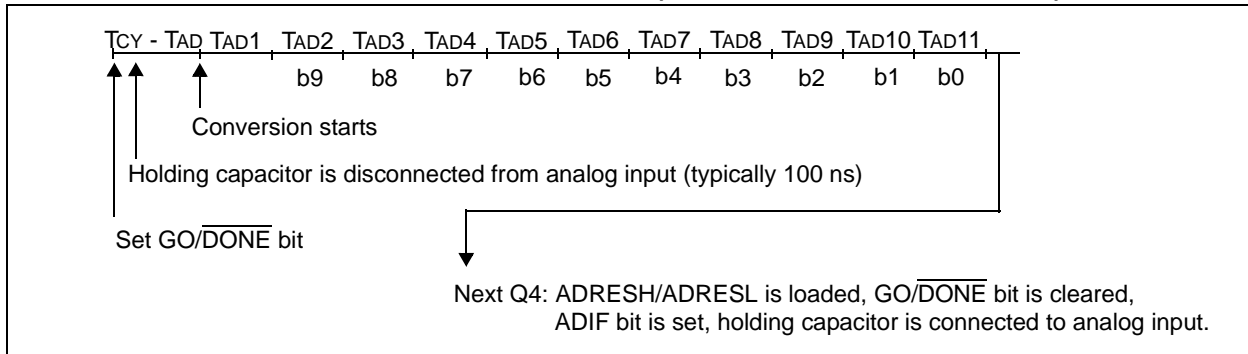 TCY - TAD TAD1 TAD2 TAD3 TAD4 TAD5 TAD6 TAD7 TAD8 TAD9 TAD10 TAD11
b9 b8 b7 b6 b5 b4 b3 b2 b1 b0
Conversion starts
Holding capacitor is disconnected from analog input (typically 100 ns)
Set GO/DONE bit
Next Q4: ADRESH/ADRESL is loaded, GO/DONE bit is cleared,
ADIF bit is set, holding capacitor is connected to analog input.